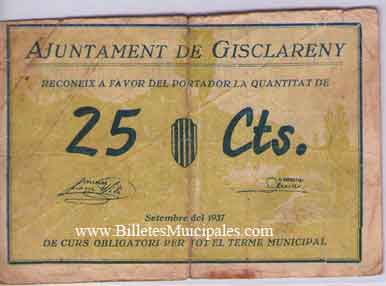 AJUNTAMENT DE GISCLARENY
RECONEIX A FAVOR DEL PORTADOR LA QUANTITAT DE
25 Cts.
Setembre del 1937
www.BilletesMucipales.com
DE CURS OBLIGATORI PER TOT EL TERME MUNICIPAL